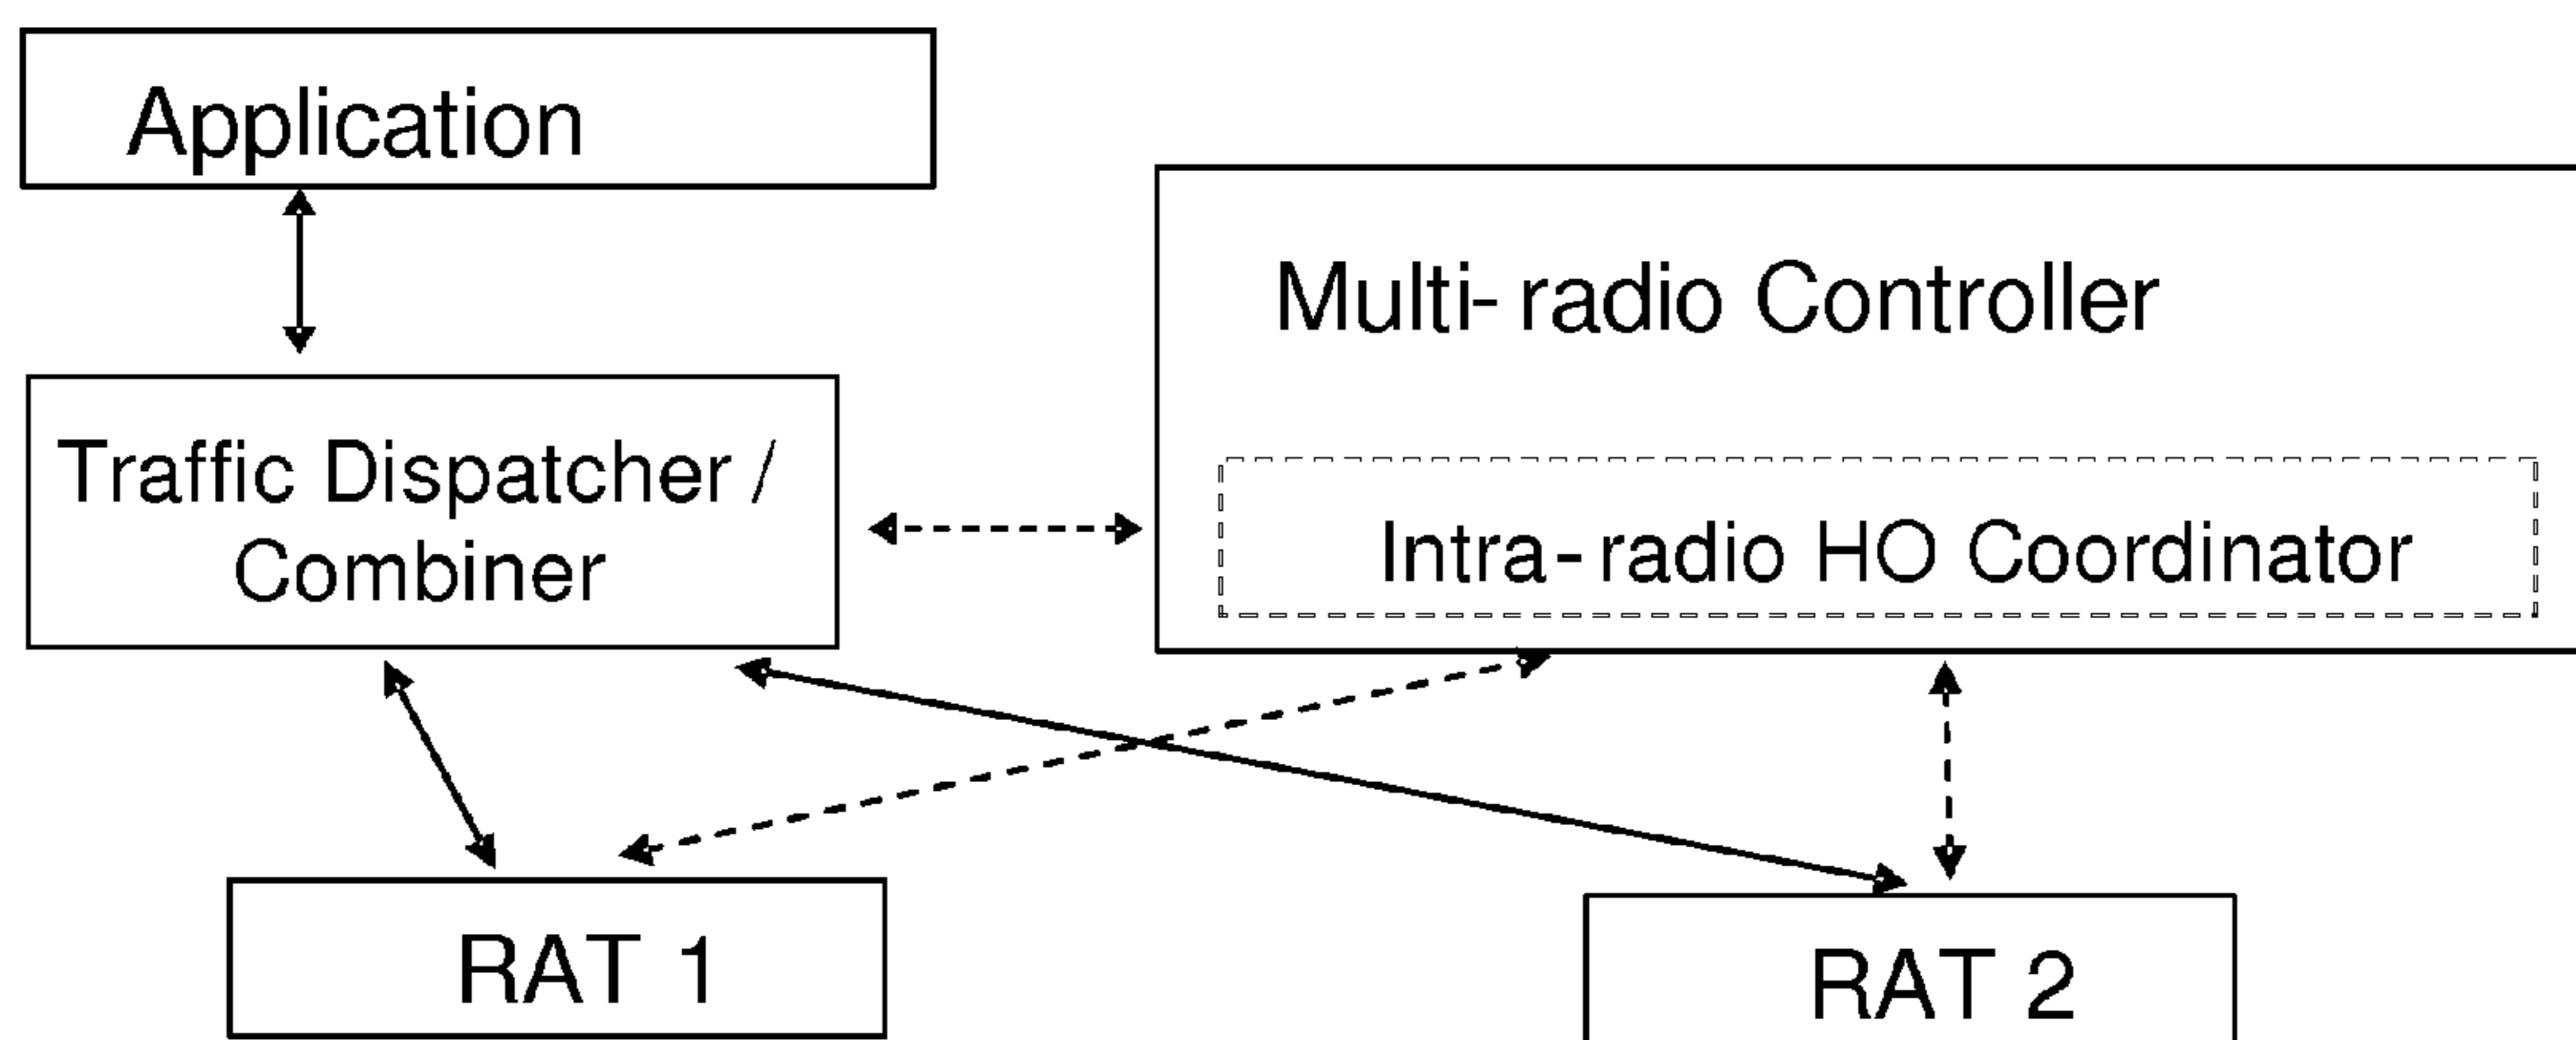 Application
Multi-radio Controller
Traffic Dispatcher /
Combiner
Intra-radio HO Coordinator
RAT 1
RAT 2